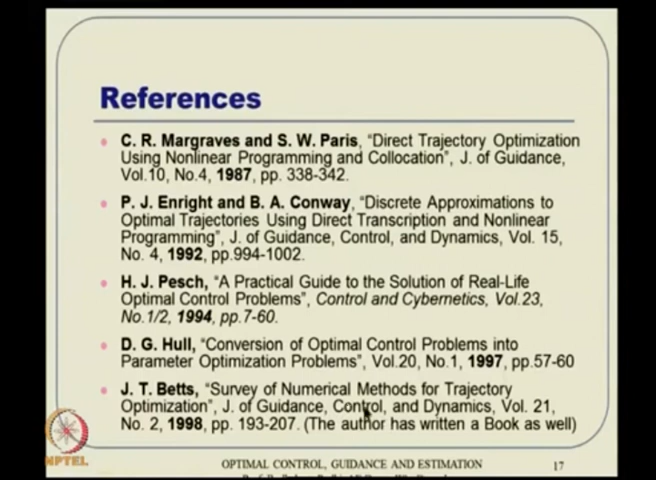 References
C. R. Margraves and S. W. Paris, “Direct Trajectory Optimization
Using Nonlinear Programming and Collocation”, J. of Guidance,
Vol.10, No.4, 1987, pp. 338-342.
P. J. Enright and B. A. Conway, “Discrete Approximations to
Optimal Trajectories Using Direct Transcription and Nonlinear
Programming”, J. of Guidance, Control, and Dynamics, Vol. 15,
No. 4, 1992, pp.994-1002.
H. J. Pesch, “A Practical Guide to the Solution of Real-Life
Optimal Control Problems”, Control and Cybernetics, Vol.23,
No.1/2, 1994, pp.7-60.
D. G. Hull, “Conversion of Optimal Control Problems into
Parameter Optimization Problems”, Vol.20, No.1, 1997, pp.57-60
J. T. Betts, “Survey of Numerical Methods for Trajectory
Optimization”, J. of Guidance, Control, and Dynamics, Vol. 21,
No. 2, 1998, pp. 193-207. (The author has written a Book as well)
NPTEL
OPTIMAL CONTROL, GUIDANCE AND ESTIMATION
17